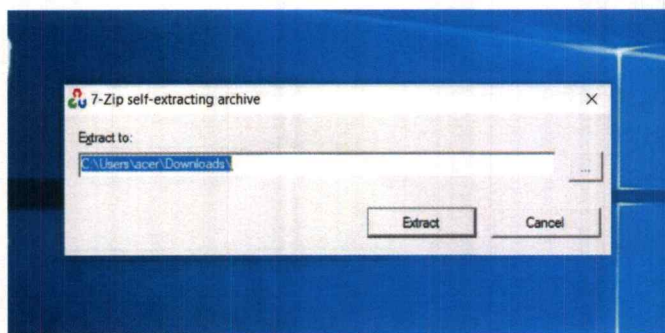 7-Zip self-extracting archive
Extract to:
C:\Users\acer\Downloads\
...
Extract
Cancel